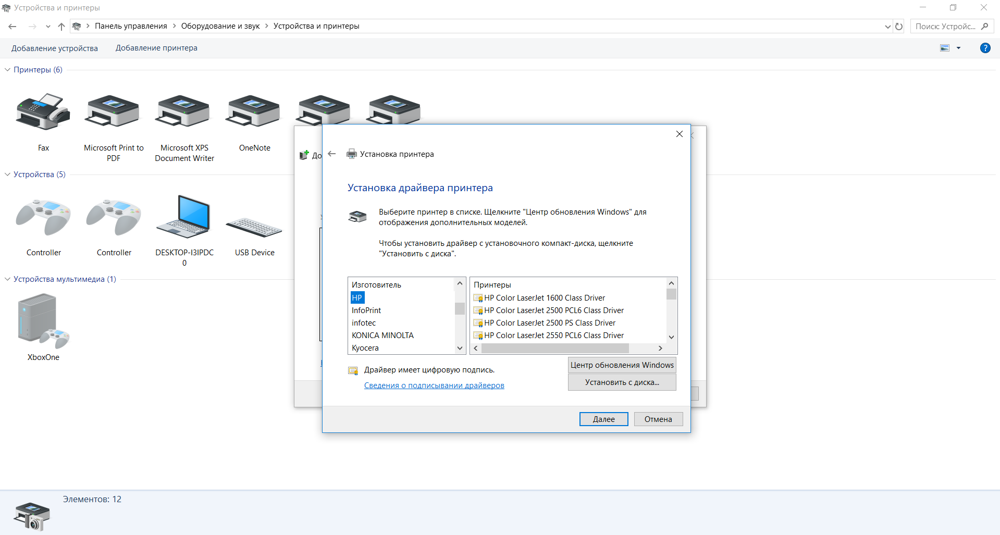 Устройства и принтеры
Панель управления
Оборудование и звук
Устройства и принтеры
Поиск: Устройс...
Добавление устройства
Добавление принтера
?
Принтеры (6)
Fax
Microsoft Print to
PDF
Microsoft XPS
Document Writer
OneNote
Устройства (5)
Controller
Controller
DESKTOP-I3IPDC
0
USB Device
Устройства мультимедиа (1)
XboxOne
До
Установка принтера
Установка драйвера принтера
Выберите принтер в списке. Щелкните "Центр обновления Windows" для
отображения дополнительных моделей.
Чтобы установить драйвер с установочного компакт-диска, щелкните
"Установить с диска".
Изготовитель
HP
InfoPrint
infotec
KONICA MINOLTA
Kyocera
Принтеры
HP Color LaserJet 1600 Class Driver
HP Color LaserJet 2500 PCL6 Class Driver
HP Color LaserJet 2500 PS Class Driver
HP Color LaserJet 2550 PCL6 Class Driver
Драйвер имеет цифровую подпись.
Сведения о подписывании драйверов
Центр обновления Windows
Установить с диска...
Далее
Отмена
Элементов: 12